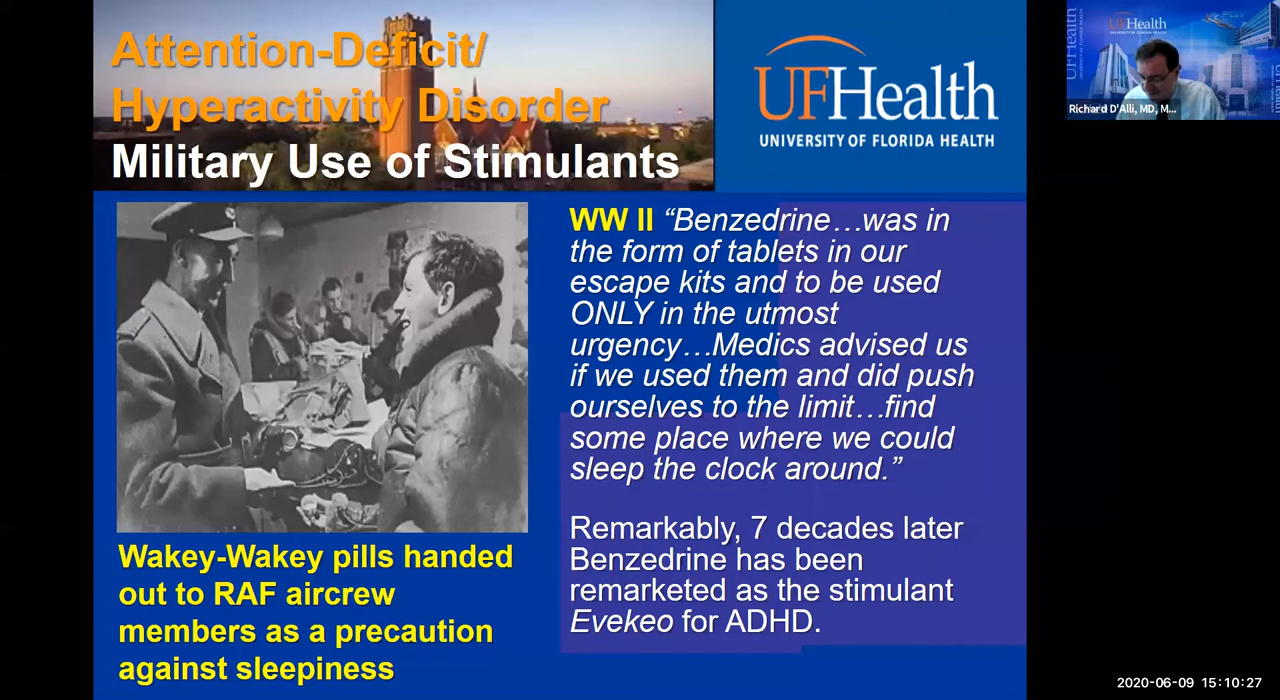 Attention-Deficit/
Hyperactivity Disorder
Military Use of Stimulants
UFHealth
UNIVERSITY OF FLORIDA HEALTH
WW II “Benzedrine…was in
the form of tablets in our
escape kits and to be used
ONLY in the utmost
urgency…Medics advised us
if we used them and did push
ourselves to the limit…find
some place where we could
sleep the clock around.”
Remarkably, 7 decades later
Benzedrine has been
remarketed as the stimulant
Evekeo for ADHD.
Wakey-Wakey pills handed
out to RAF aircrew
members as a precaution
against sleepiness
UFHealth
Richard D'Alli, MD, M...
2020-06-09 15:10:27